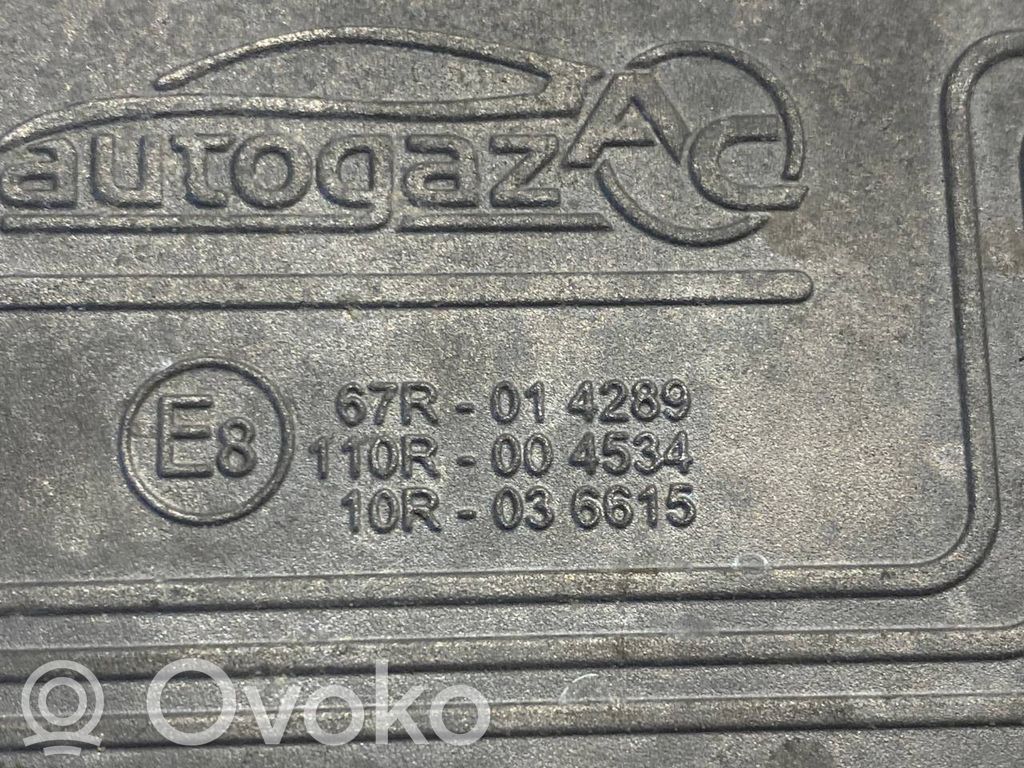 autogaz AC
E8
67R - 01 4289
110R - 00 4534
10R - 03 6615
Ovoko